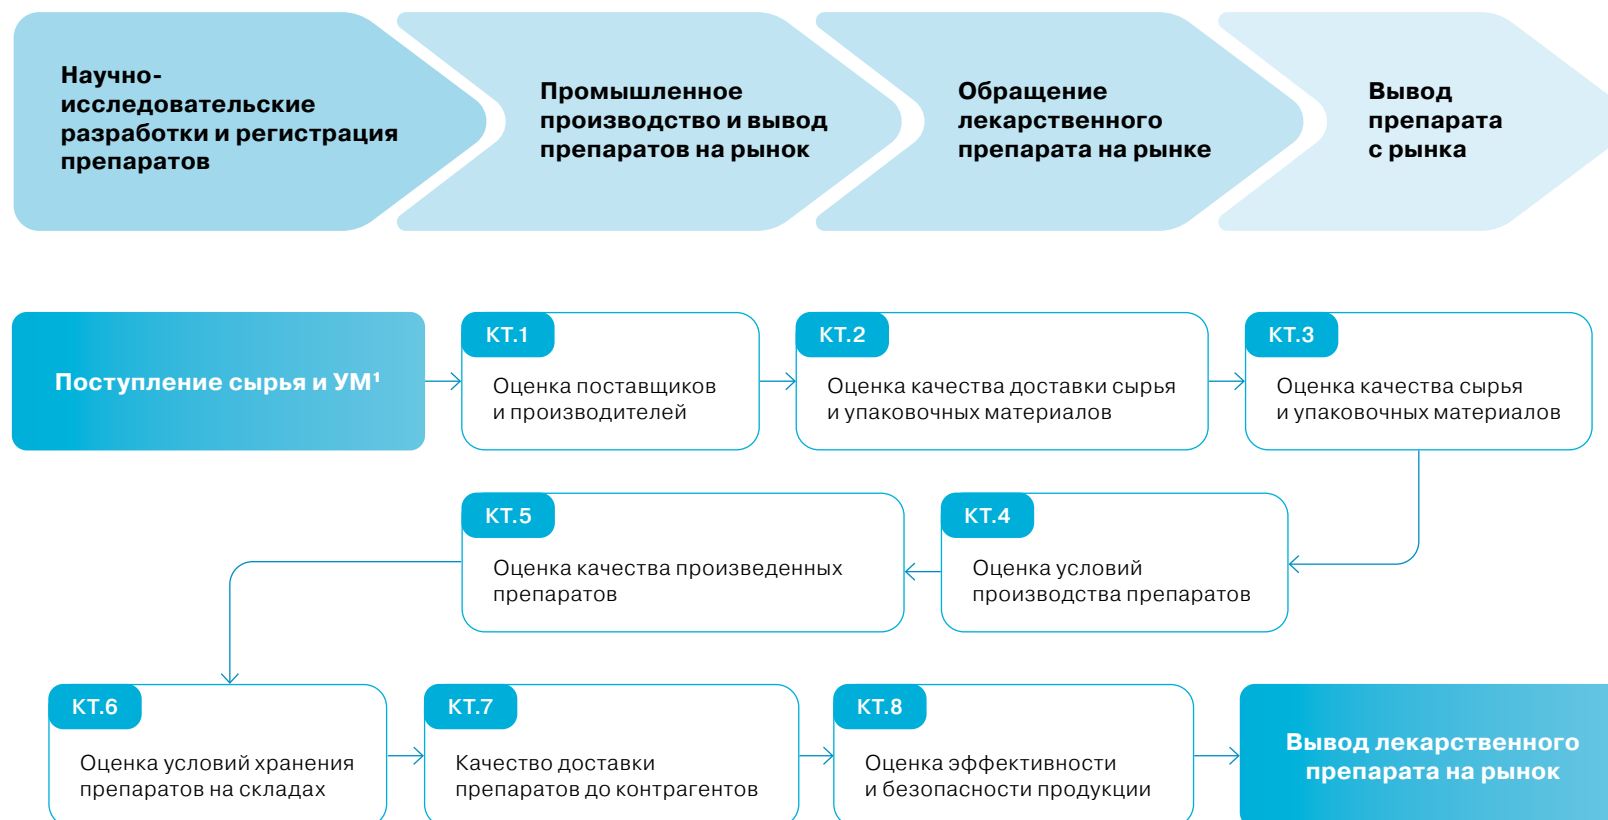 Научно-
исследовательские
разработки и регистрация
препаратов
Промышленное
производство и вывод
препаратов на рынок
Обращение
лекарственного
препарата на рынке
Вывод
препарата
с рынка
Поступление сырья и УМ¹
КТ.1
Оценка поставщиков
и производителей
КТ.2
Оценка качества доставки сырья
и упаковочных материалов
КТ.3
Оценка качества сырья
и упаковочных материалов
КТ.4
Оценка условий
производства препаратов
КТ.5
Оценка качества произведенных
препаратов
КТ.6
Оценка условий хранения
препаратов на складах
КТ.7
Качество доставки
препаратов до контрагентов
КТ.8
Оценка эффективности
и безопасности продукции
Вывод лекарственного
препарата на рынок